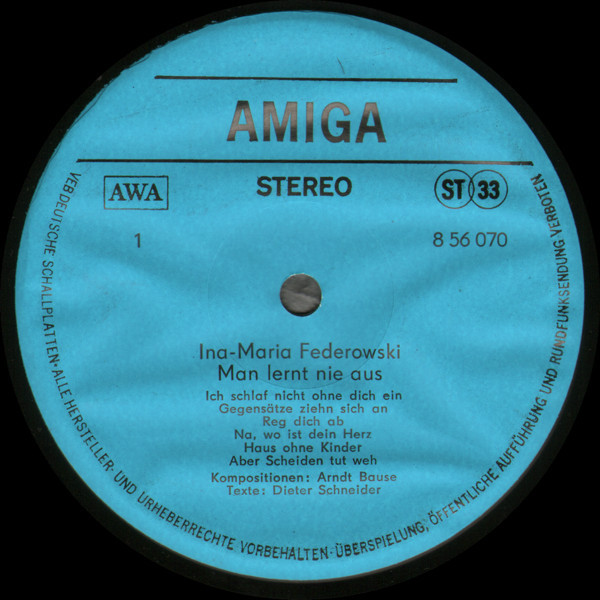 AMIGA
AWA
STEREO
ST 33
1
8 56 070
Ina-Maria Federowski
Man lernt nie aus
Ich schlaf nicht ohne dich ein
Gegensätze ziehn sich an
Reg dich ab
Na, wo ist dein Herz
Haus ohne Kinder
Aber Scheiden tut weh
Kompositionen: Arndt Bause
Texte: Dieter Schneider
VEB DEUTSCHE SCHALLPLATTEN · ALLE HERSTELLER- UND URHEBERRECHTE VORBEHALTEN · ÜBERSPIELUNG, ÖFFENTLICHE AUFFÜHRUNG UND RUNDFUNKSENDUNG VERBOTEN